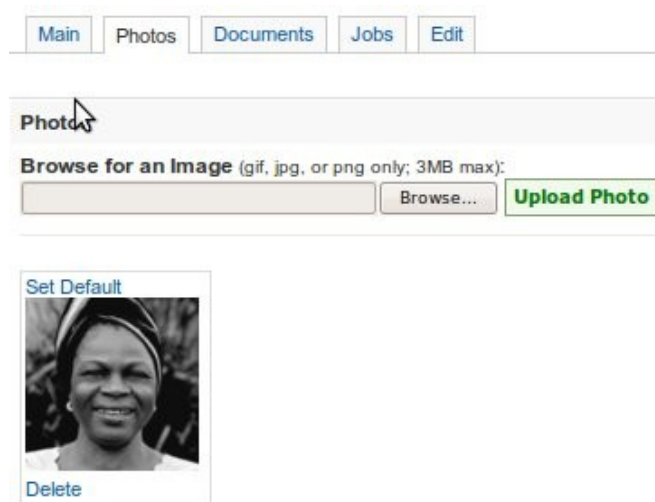 Main Photos Documents Jobs Edit
Photos
Browse for an Image (gif, jpg, or png only; 3MB max):
Browse... Upload Photo
Set Default
Delete